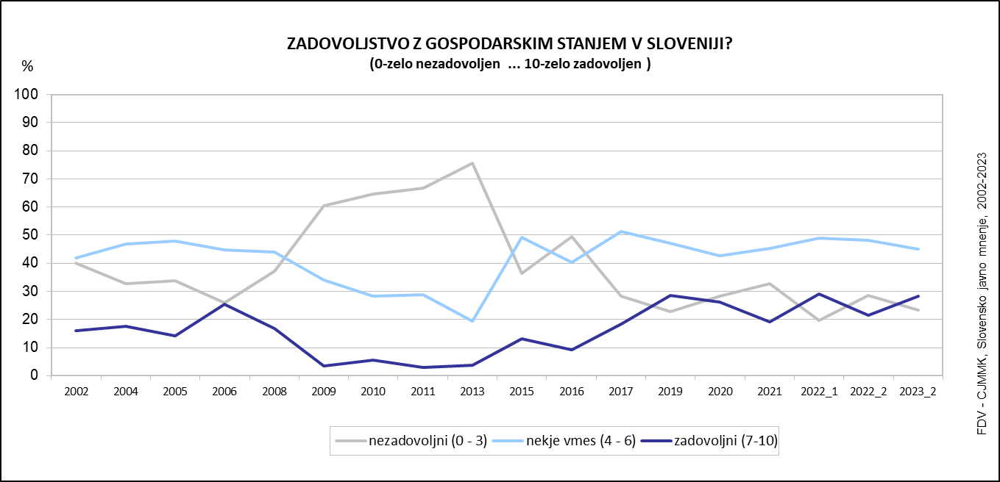 ZADOVOLJSTVO Z GOSPODARSKIM STANJEM V SLOVENIJI?
(0-zelo nezadovoljen ... 10-zelo zadovoljen )
%
100
90
80
70
60
50
40
30
20
10
0
2002 2004 2005 2006 2008 2009 2010 2011 2013 2015 2016 2017 2019 2020 2021 2022_1 2022_2 2023_2
nezadovoljni (0 - 3) nekje vmes (4 - 6) zadovoljni (7-10)
FDV - CJMMK, Slovensko javno mnenje, 2002-2023